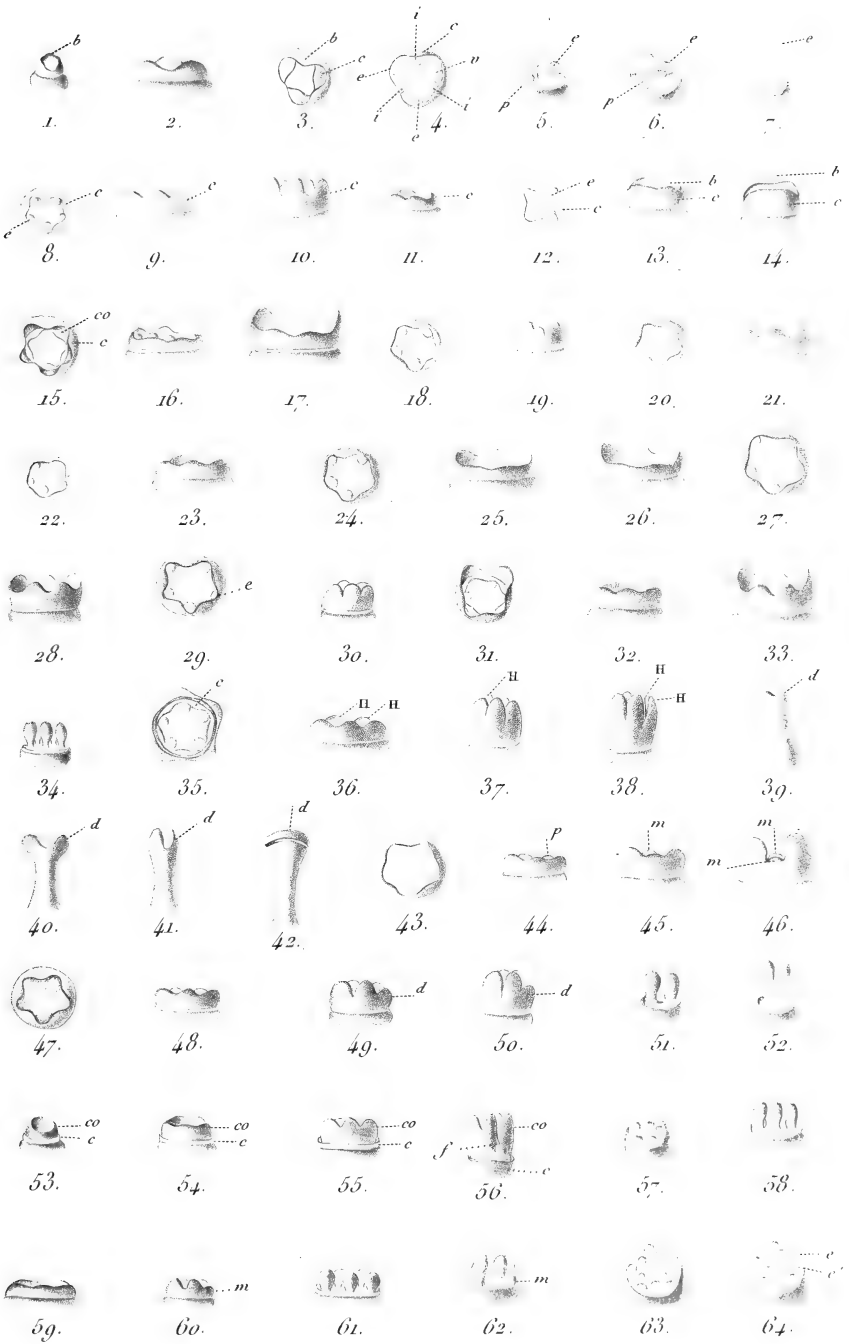 b b c i c v e i e i e p e p e
1. 2. 3. 4. 5. 6. 7.
c e c c c e c b c b c
8. 9. 10. 11. 12. 13. 14.
co c
15. 16. 17. 18. 19. 20. 21.
22. 23. 24. 25. 26. 27.
e
28. 29. 30. 31. 32. 33.
c H H H H H d
34. 35. 36. 37. 38. 39.
d d d p m m m
40. 41. 42. 43. 44. 45. 46.
d d
47. 48. 49. 50. 51. 52.
co c co c co c co f c
53. 54. 55. 56. 57. 58.
m m e c
59. 60. 61. 62. 63. 64.